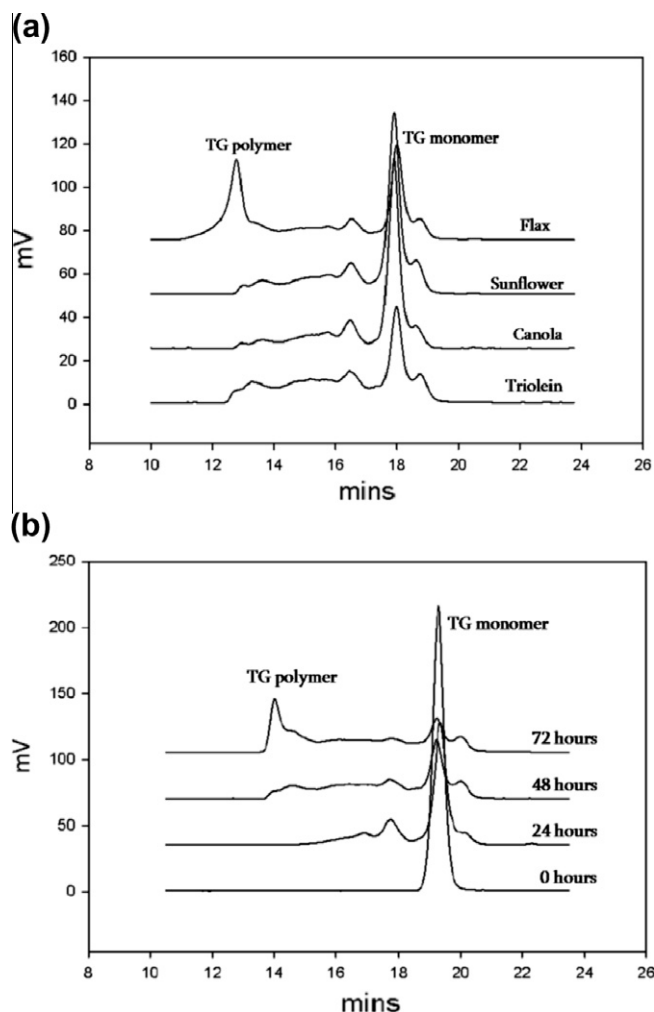 (a)
160
140
120
100
80
60
40
20
0
mV
TG polymer
TG monomer
Flax
Sunflower
Canola
Triolein
8 10 12 14 16 18 20 22 24 26
mins
(b)
250
200
150
100
50
0
mV
TG monomer
TG polymer
72 hours
48 hours
24 hours
0 hours
8 10 12 14 16 18 20 22 24 26
mins